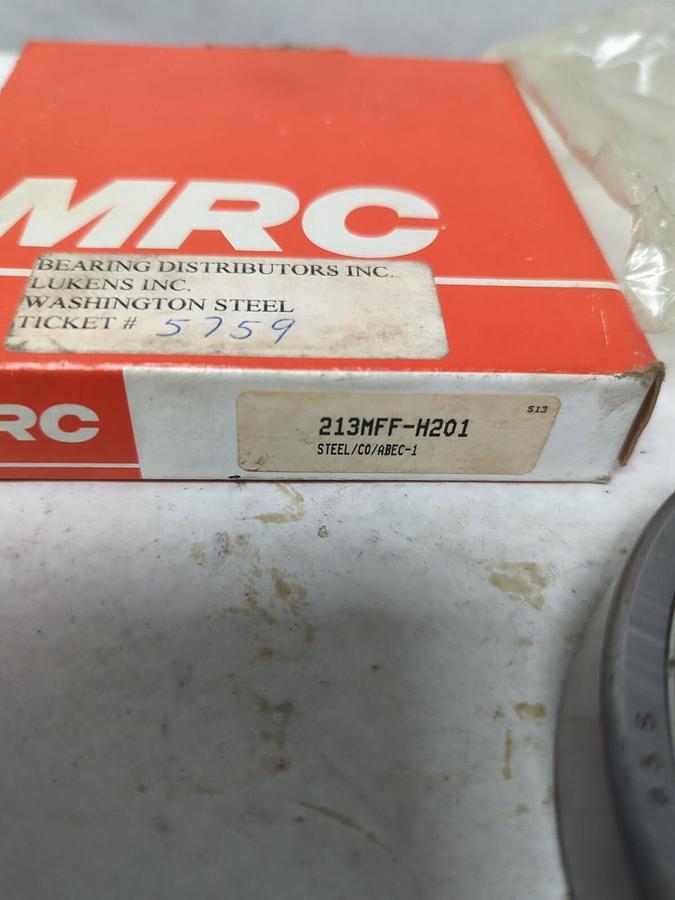 MRC
BEARING DISTRIBUTORS INC.
LUKENS INC.
WASHINGTON STEEL
TICKET # 5759
RC
S13
213MFF-H201
STEEL/CO/ABEC-1